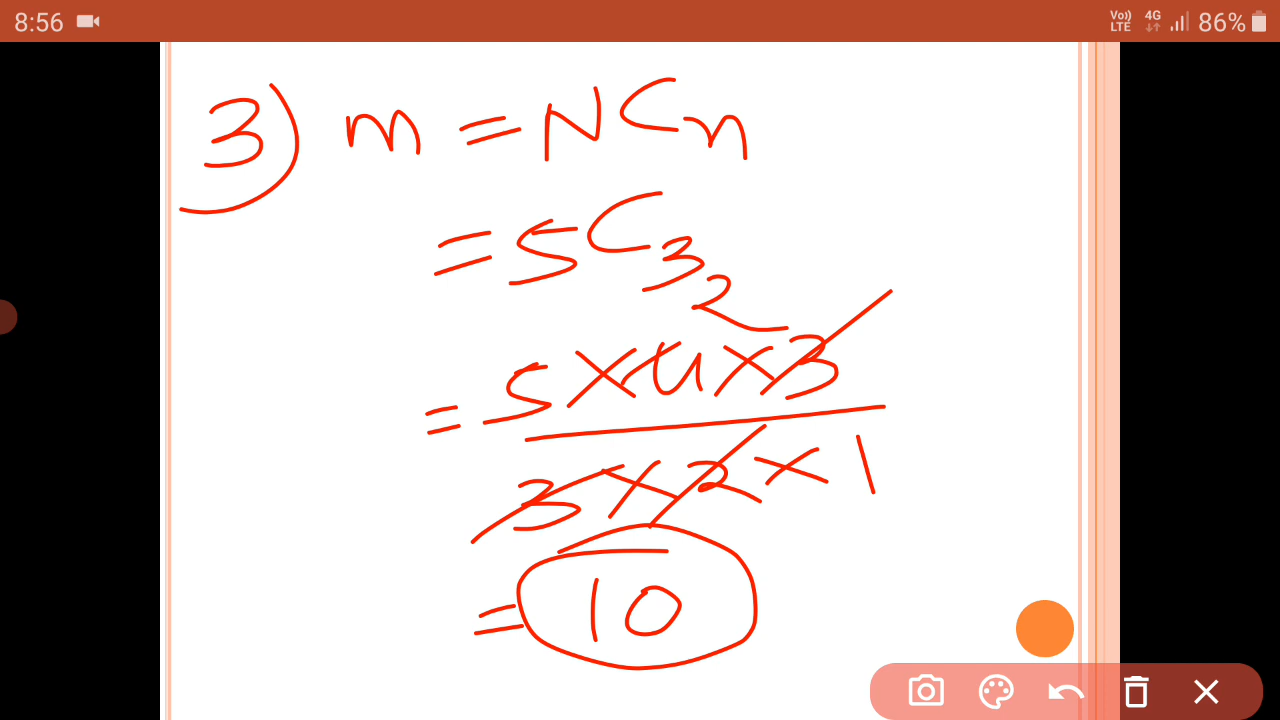 8:56 Vo)) LTE 4G 86%
3) m = NCn
= 5C3
2
= 5 x 4 x 3
3 x 2 x 1
= 10